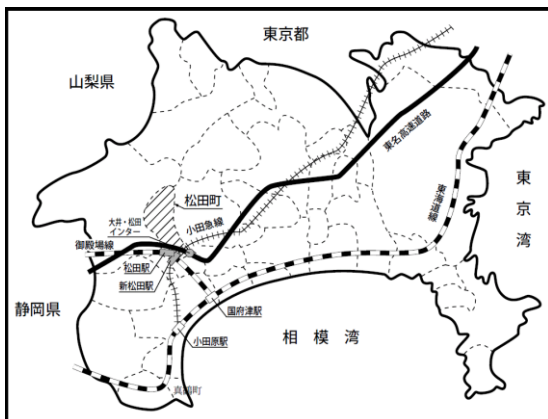 東京都
山梨県
東名高速道路
松田町
大井・松田
インター
小田急線
東海道線
東京湾
御殿場線
松田駅
新松田駅
静岡県
国府津駅
小田原駅
相模湾
真鶴町